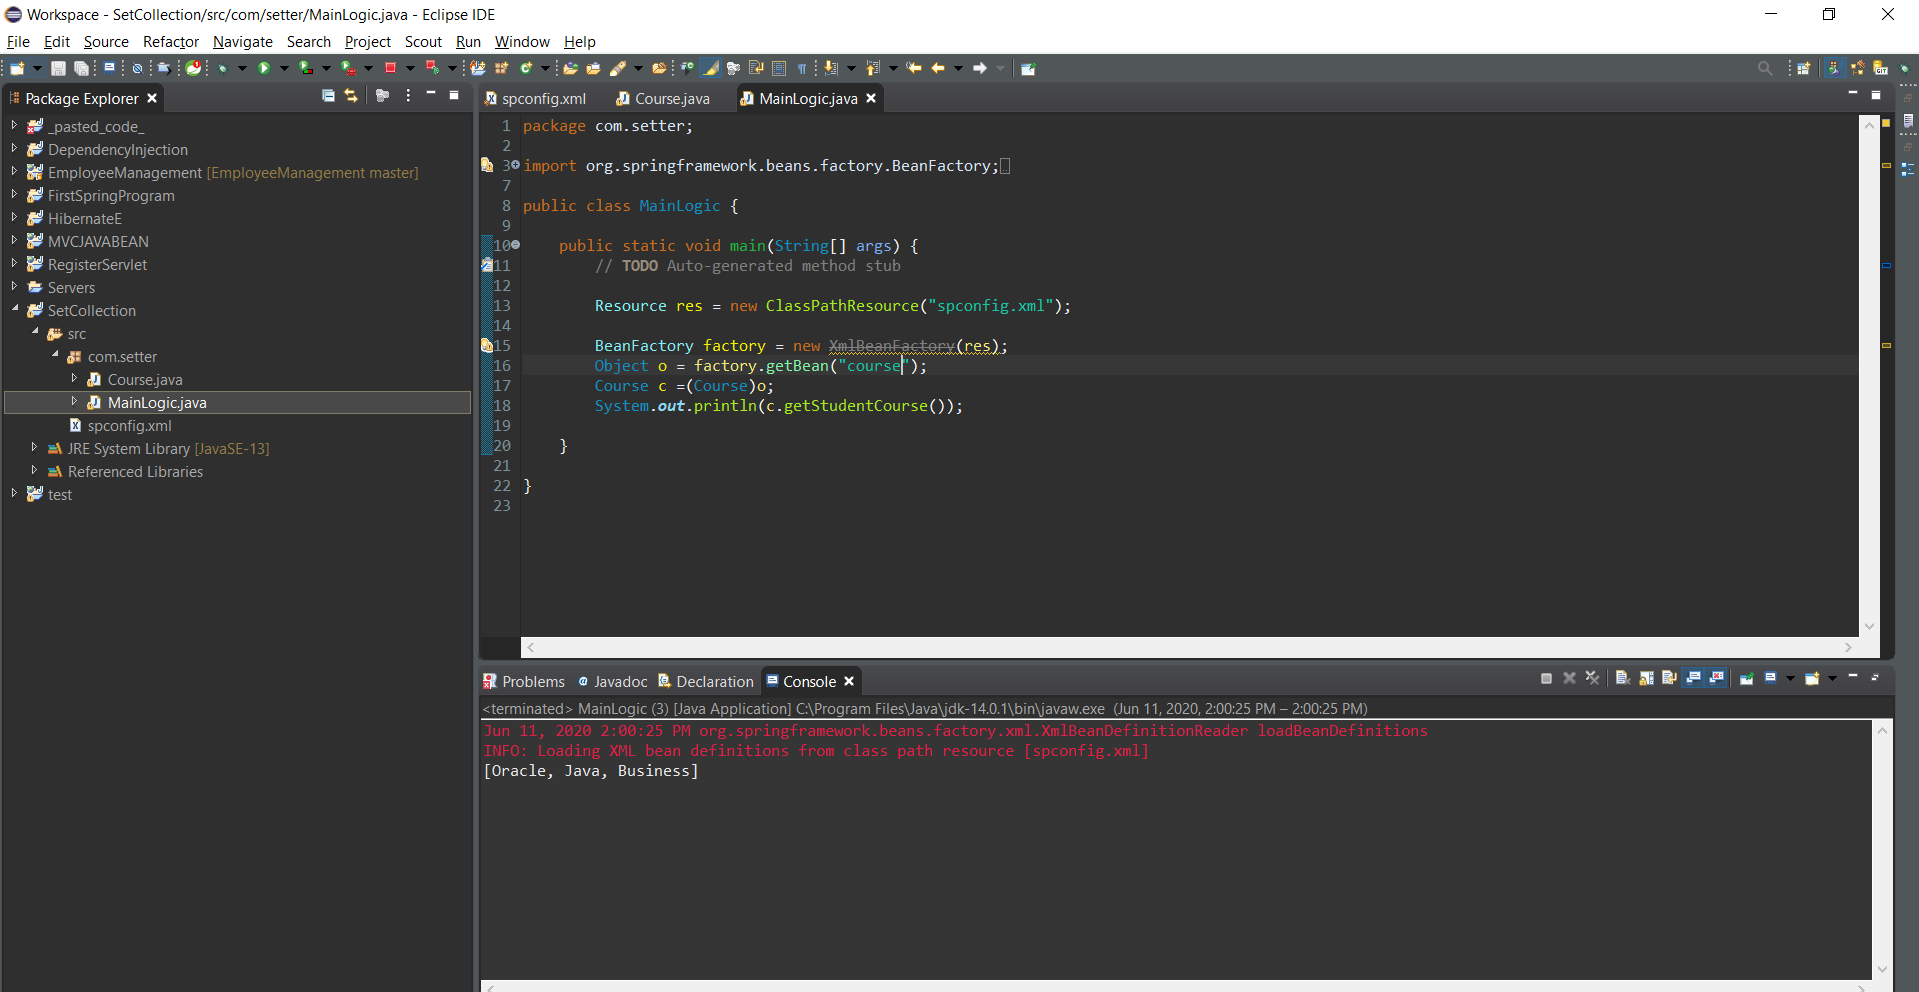 Workspace - SetCollection/src/com/setter/MainLogic.java - Eclipse IDE
File Edit Source Refactor Navigate Search Project Scout Run Window Help
Package Explorer
_pasted_code_
DependencyInjection
EmployeeManagement [EmployeeManagement master]
FirstSpringProgram
HibernateE
MVCJAVABEAN
RegisterServlet
Servers
SetCollection
src
com.setter
Course.java
MainLogic.java
spconfig.xml
JRE System Library [JavaSE-13]
Referenced Libraries
test
spconfig.xml Course.java MainLogic.java
1 package com.setter;
2
3 import org.springframework.beans.factory.BeanFactory;
7
8 public class MainLogic {
9
10 public static void main(String[] args) {
11 // TODO Auto-generated method stub
12
13 Resource res = new ClassPathResource("spconfig.xml");
14
15 BeanFactory factory = new XmlBeanFactory(res);
16 Object o = factory.getBean("course");
17 Course c =(Course)o;
18 System.out.println(c.getStudentCourse());
19
20 }
21
22 }
23
Problems @ Javadoc Declaration Console
<terminated> MainLogic (3) [Java Application] C:\Program Files\Java\jdk-14.0.1\bin\javaw.exe (Jun 11, 2020, 2:00:25 PM – 2:00:25 PM)
Jun 11, 2020 2:00:25 PM org.springframework.beans.factory.xml.XmlBeanDefinitionReader loadBeanDefinitions
INFO: Loading XML bean definitions from class path resource [spconfig.xml]
[Oracle, Java, Business]